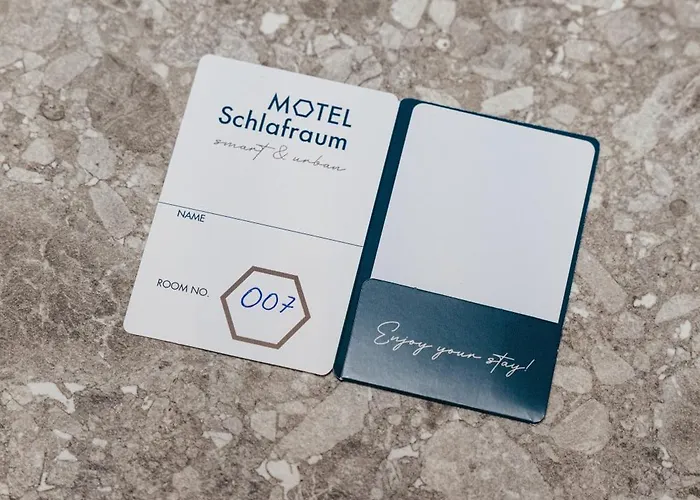 MOTEL
Schlafraum
smart & urban
NAME
ROOM NO. 007
Enjoy your stay!